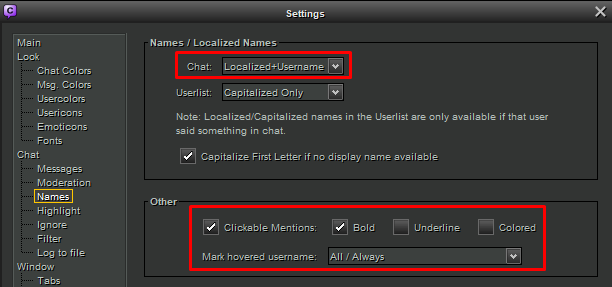 Settings
Main
Look
Chat Colors
Msg. Colors
Usercolors
Usericons
Emoticons
Fonts
Chat
Messages
Moderation
Names
Highlight
Ignore
Filter
Log to file
Window
Tabs
Names / Localized Names
Chat: Localized+Username
Userlist: Capitalized Only
Note: Localized/Capitalized names in the Userlist are only available if that user
said something in chat.
Capitalize First Letter if no display name available
Other
Clickable Mentions: Bold Underline Colored
Mark hovered username: All / Always